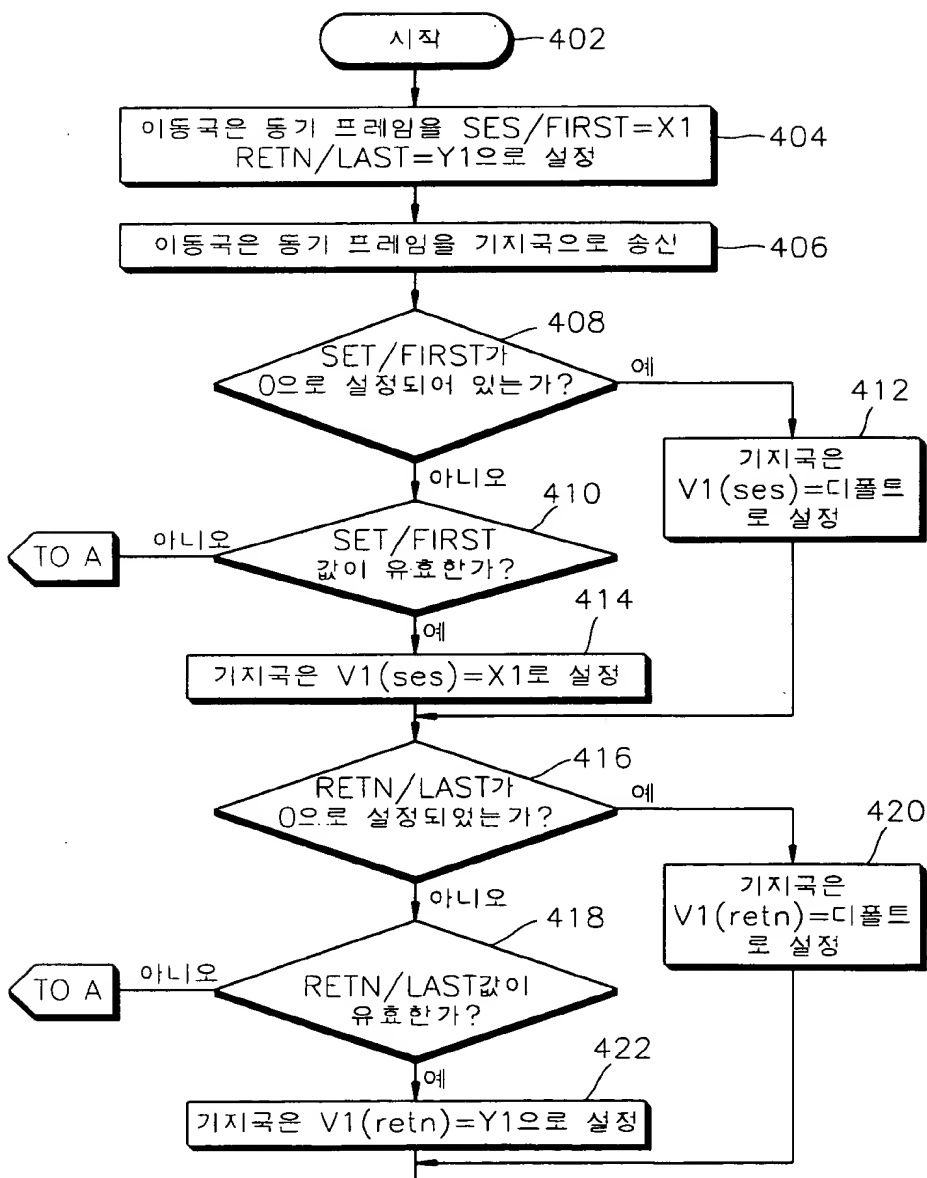 시작
402
이동국은 동기 프레임을 SES/FIRST=X1
RETN/LAST=Y1으로 설정
404
이동국은 동기 프레임을 기지국으로 송신
406
408
SET/FIRST가
0으로 설정되어 있는가?
예
412
기지국은
V1(ses)=디폴트
로 설정
아니오
410
SET/FIRST
값이 유효한가?
아니오
TO A
예
414
기지국은 V1(ses)=X1로 설정
416
RETN/LAST가
0으로 설정되었는가?
예
420
기지국은
V1(retn)=디폴트
로 설정
아니오
418
RETN/LAST값이
유효한가?
아니오
TO A
예
422
기지국은 V1(retn)=Y1으로 설정